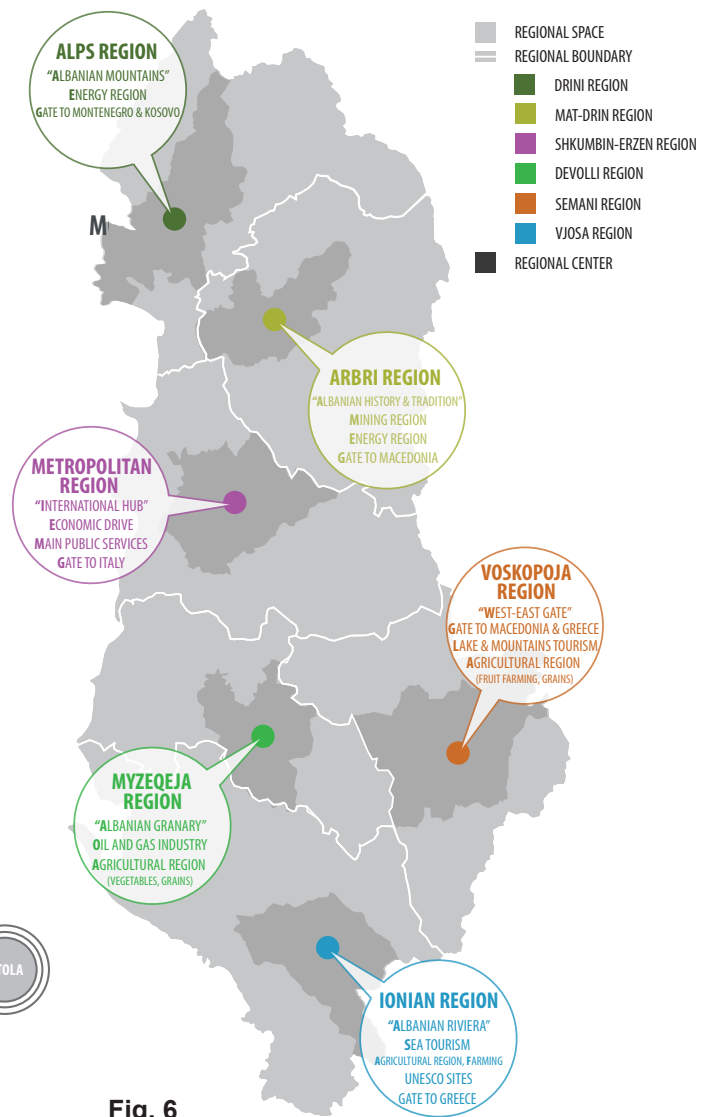 ALPS REGION
"ALBANIAN MOUNTAINS"
ENERGY REGION
GATE TO MONTENEGRO & KOSOVO
REGIONAL SPACE
REGIONAL BOUNDARY
DRINI REGION
MAT-DRIN REGION
SHKUMBIN-ERZEN REGION
DEVOLLI REGION
SEMANI REGION
VJOSA REGION
REGIONAL CENTER
M
ARBRI REGION
"ALBANIAN HISTORY & TRADITION"
MINING REGION
ENERGY REGION
GATE TO MACEDONIA
METROPOLITAN
REGION
"INTERNATIONAL HUB"
ECONOMIC DRIVE
MAIN PUBLIC SERVICES
GATE TO ITALY
VOSKOPOJA
REGION
"WEST-EAST GATE"
GATE TO MACEDONIA & GREECE
LAKE & MOUNTAINS TOURISM
AGRICULTURAL REGION
(FRUIT FARMING, GRAINS)
MYZEQEJA
REGION
"ALBANIAN GRANARY"
OIL AND GAS INDUSTRY
AGRICULTURAL REGION
(VEGETABLES, GRAINS)
TOLA
IONIAN REGION
"ALBANIAN RIVIERA"
SEA TOURISM
AGRICULTURAL REGION, FARMING
UNESCO SITES
GATE TO GREECE
Fig. 6